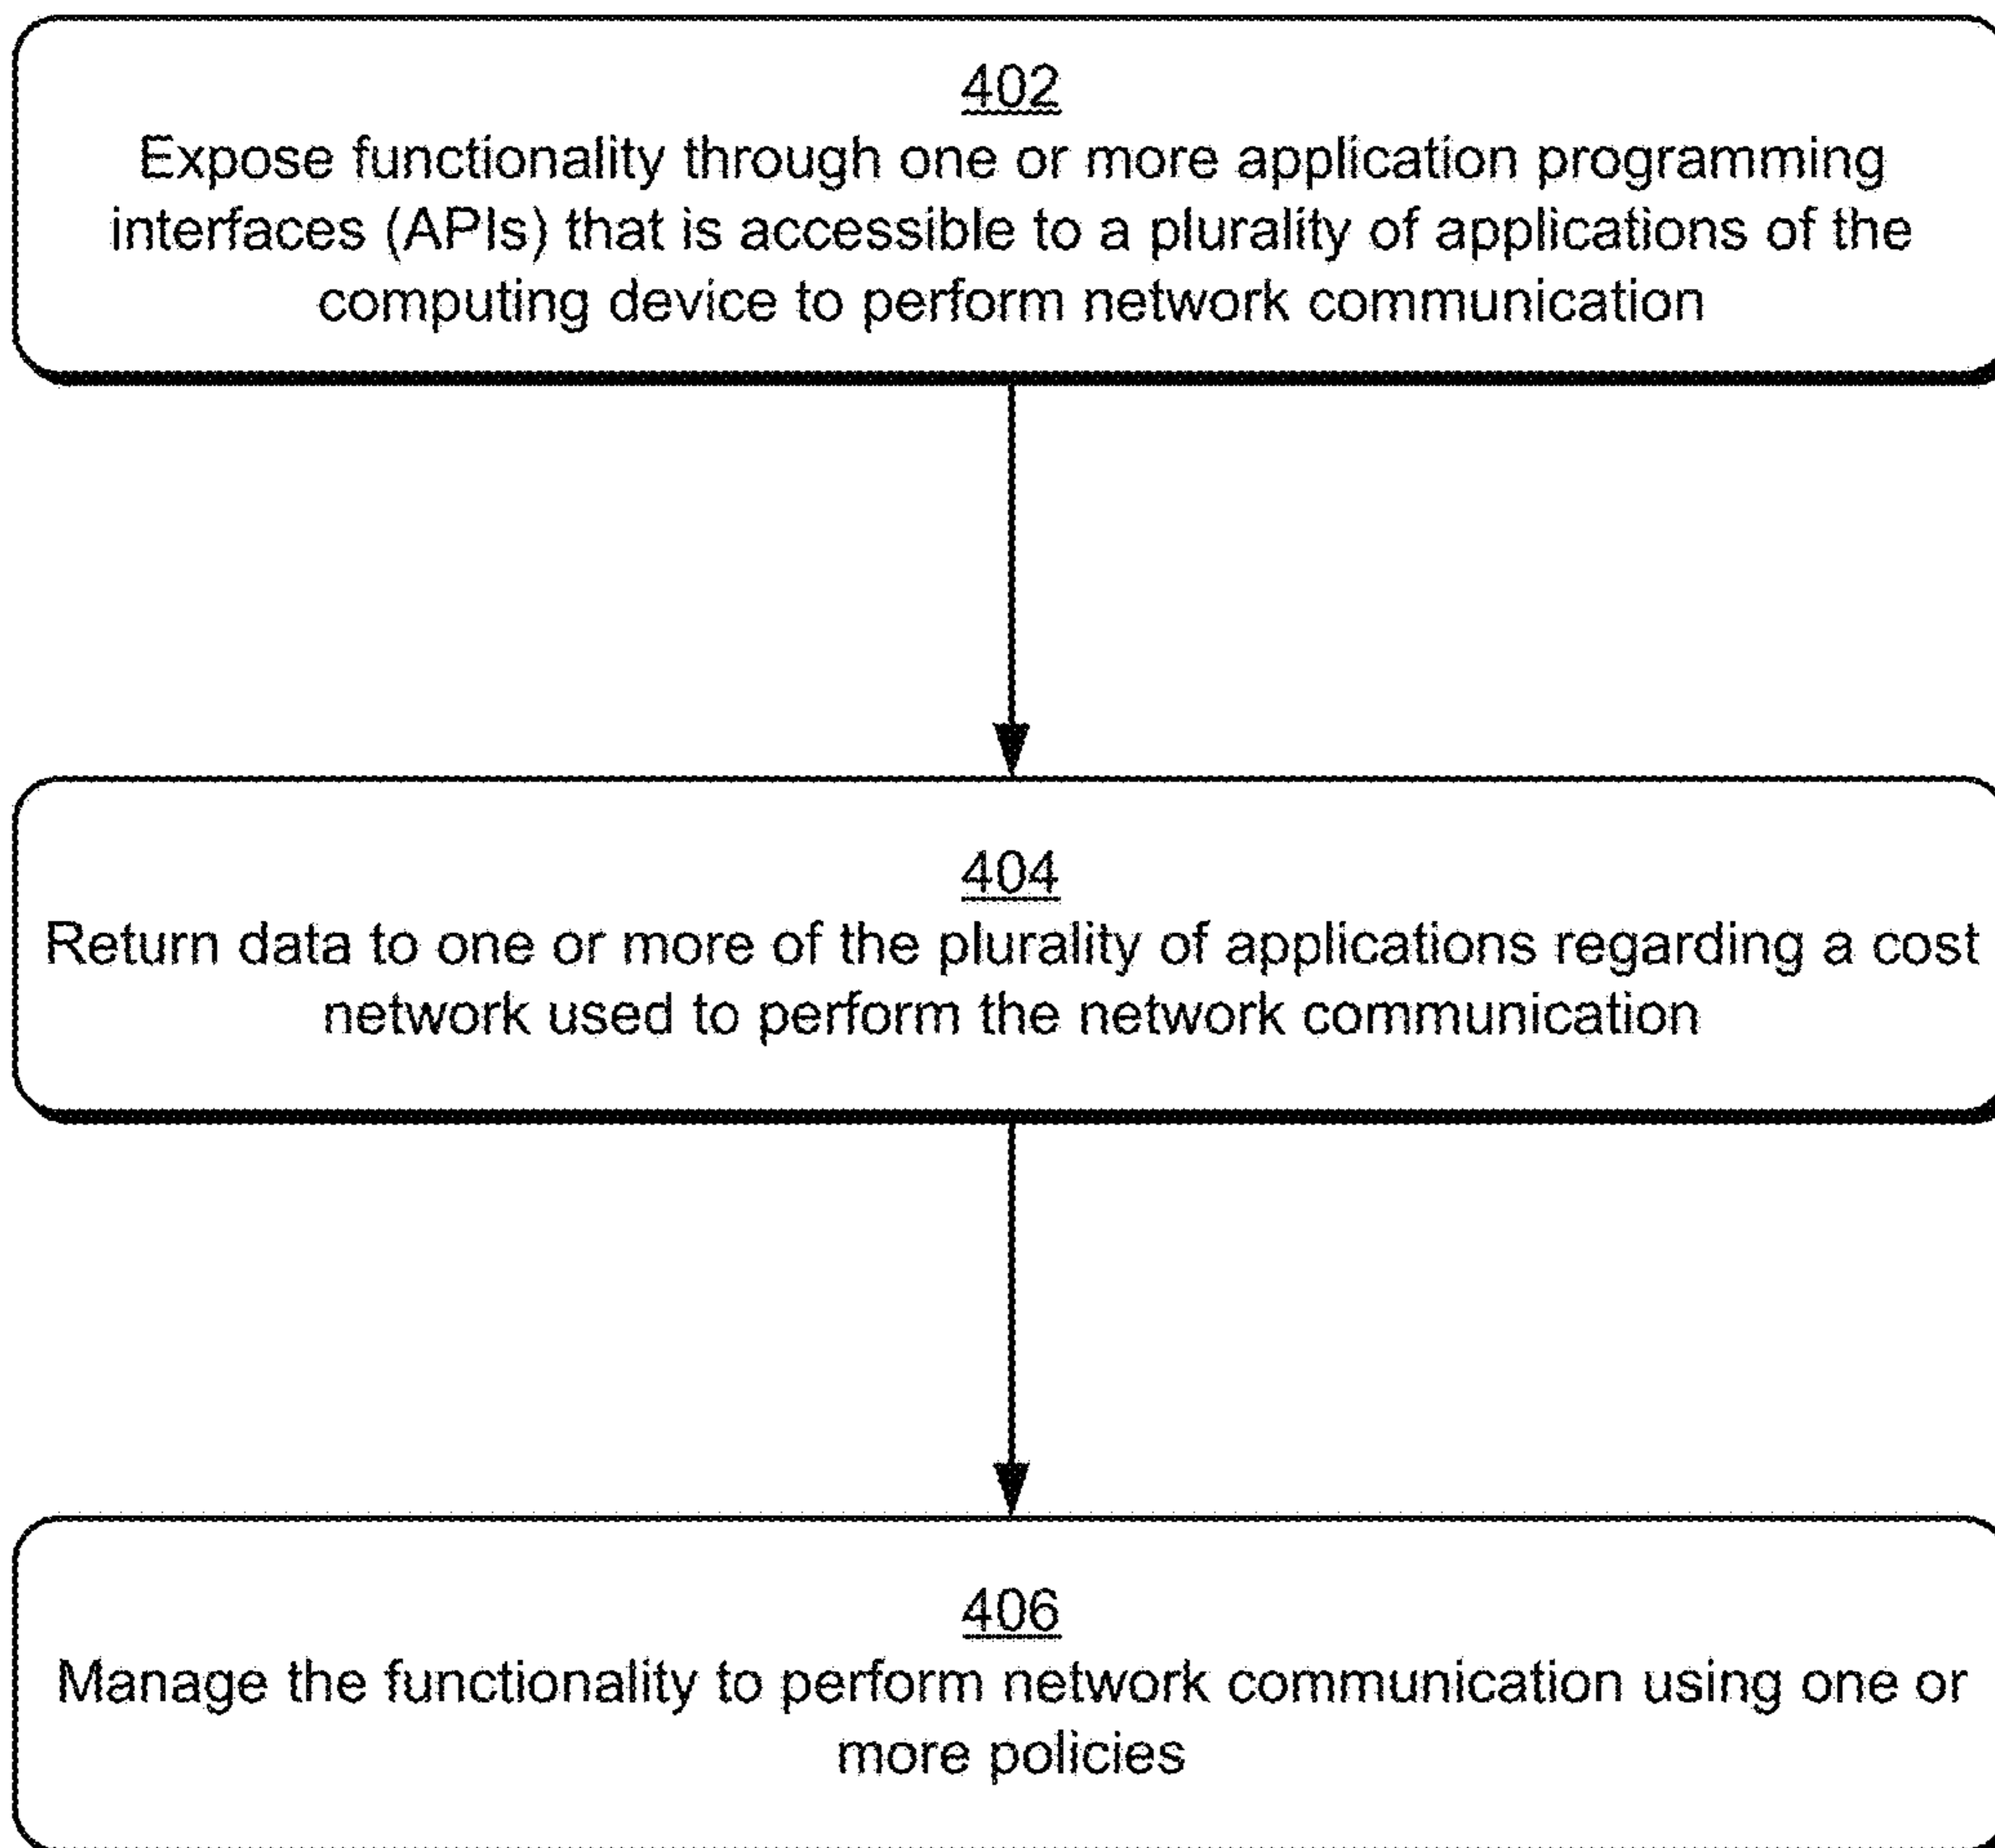 402
Expose functionality through one or more application programming
interfaces (APIs) that is accessible to a plurality of applications of the
computing device to perform network communication
404
Return data to one or more of the plurality of applications regarding a cost
network used to perform the network communication
406
Manage the functionality to perform network communication using one or
more policies